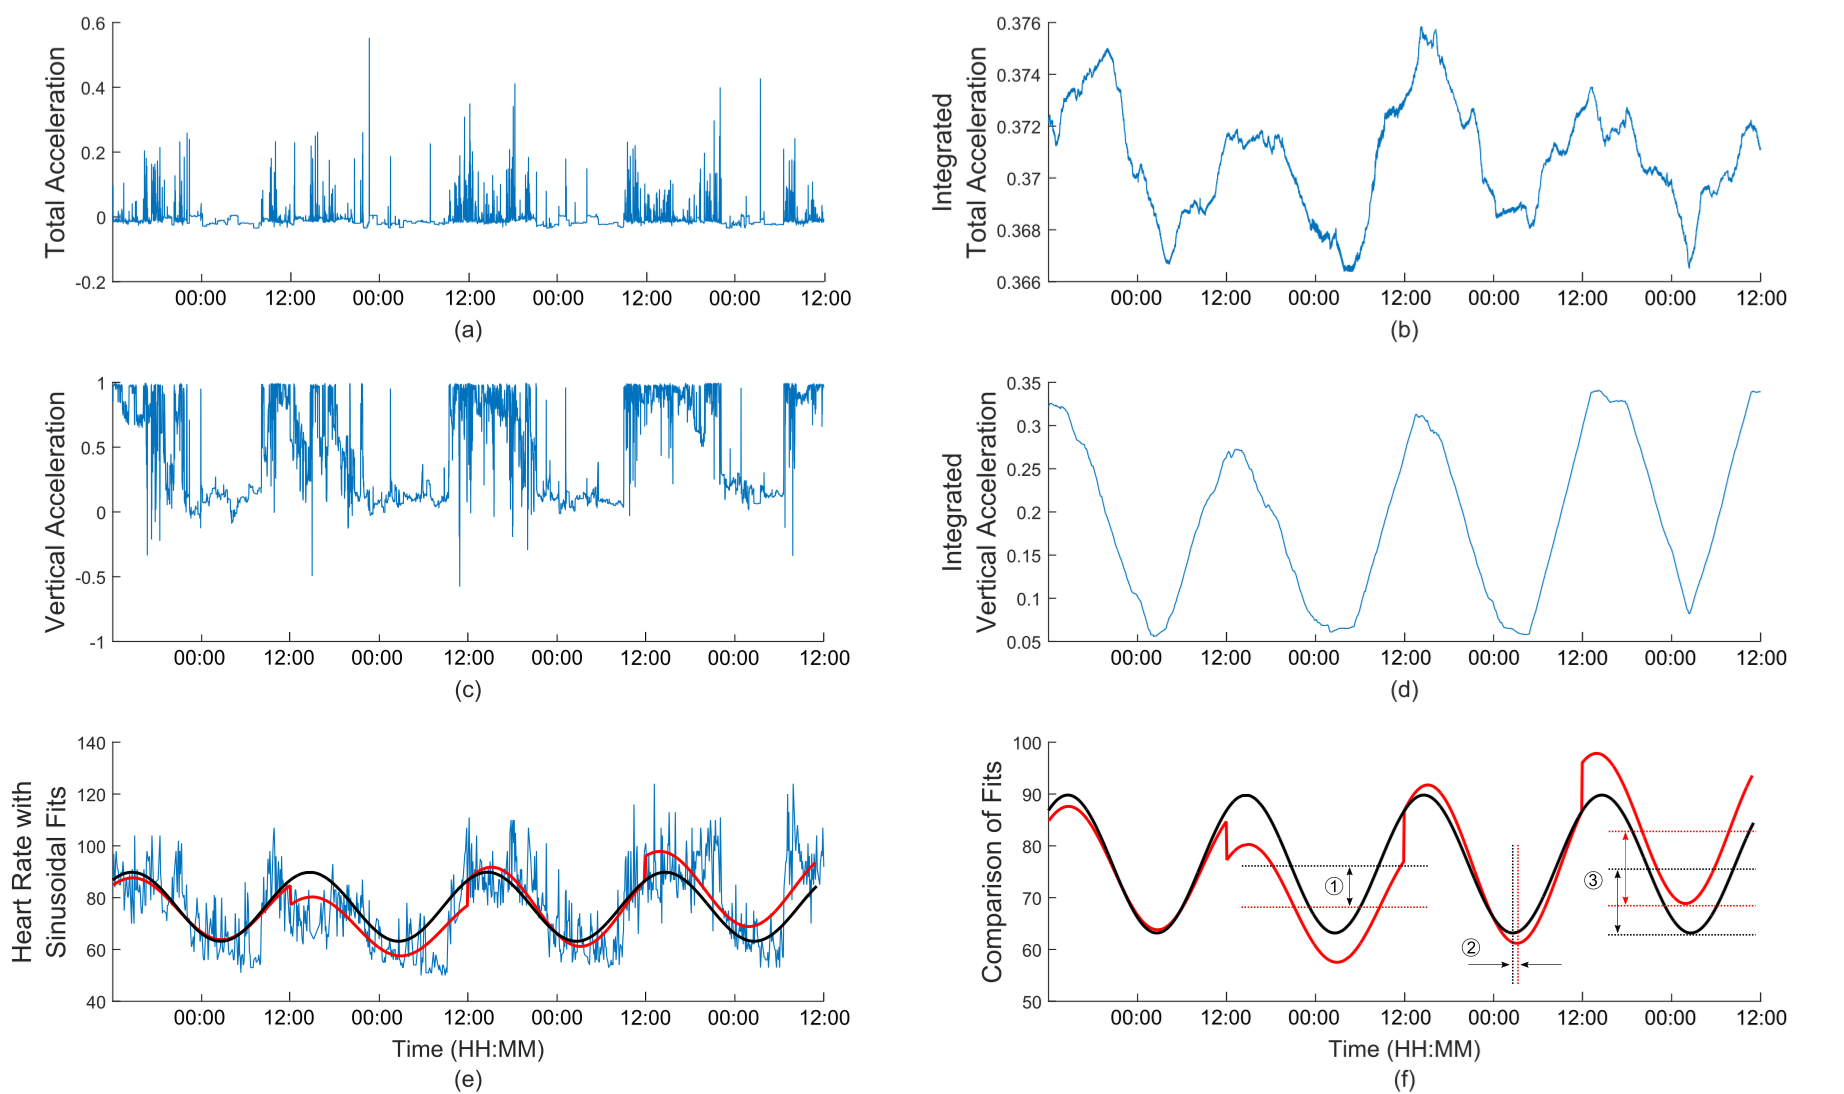 0.6
0.4
0.2
0
-0.2
Total Acceleration
00:00 12:00 00:00 12:00 00:00 12:00 00:00 12:00
(a)
0.376
0.374
0.372
0.37
0.368
0.366
Integrated
Total Acceleration
00:00 12:00 00:00 12:00 00:00 12:00 00:00 12:00
(b)
1
0.5
0
-0.5
-1
Vertical Acceleration
00:00 12:00 00:00 12:00 00:00 12:00 00:00 12:00
(c)
0.35
0.3
0.25
0.2
0.15
0.1
0.05
Integrated
Vertical Acceleration
00:00 12:00 00:00 12:00 00:00 12:00 00:00 12:00
(d)
140
120
100
80
60
40
Heart Rate with
Sinusoidal Fits
00:00 12:00 00:00 12:00 00:00 12:00 00:00 12:00
Time (HH:MM)
(e)
100
90
80
70
60
50
Comparison of Fits
①
②
③
00:00 12:00 00:00 12:00 00:00 12:00 00:00 12:00
Time (HH:MM)
(f)